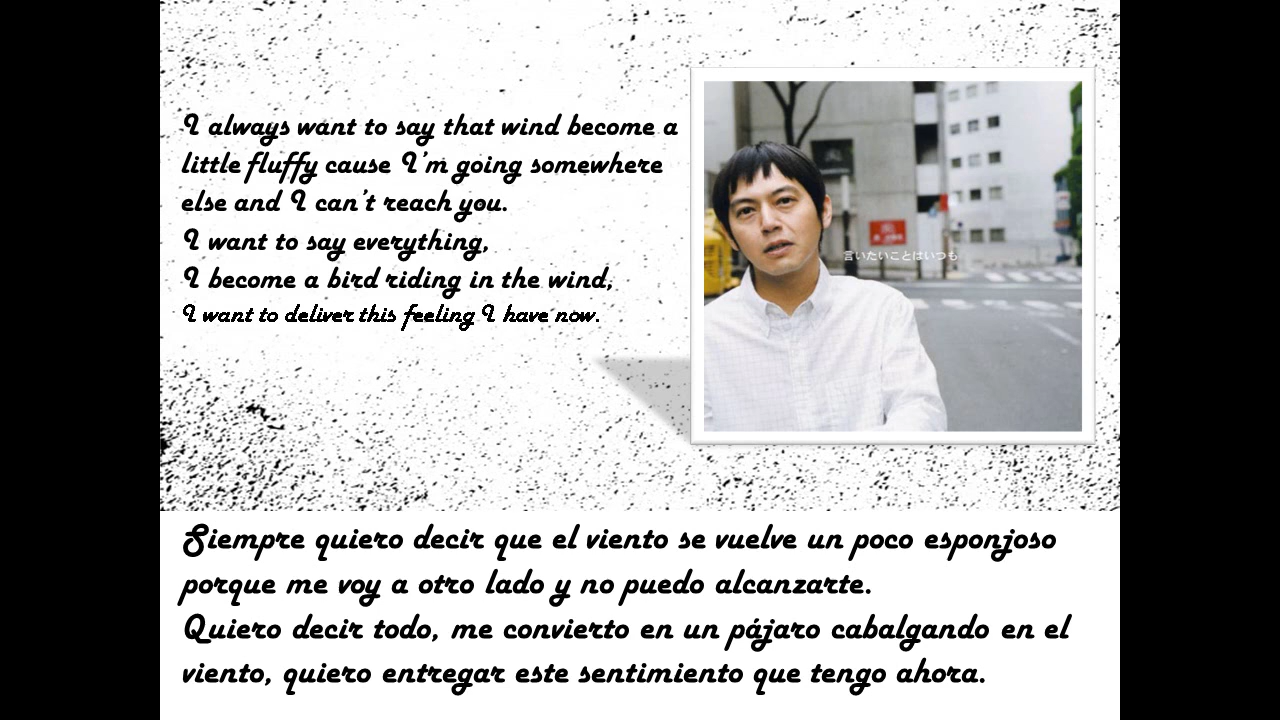 I always want to say that wind become a
little fluffy cause I'm going somewhere
else and I can't reach you.
I want to say everything,
I become a bird riding in the wind,
I want to deliver this feeling I have now.
言いたいことはいつも
Siempre quiero decir que el viento se vuelve un poco esponjoso
porque me voy a otro lado y no puedo alcanzarte.
Quiero decir todo, me convierto en un pájaro cabalgando en el
viento, quiero entregar este sentimiento que tengo ahora.